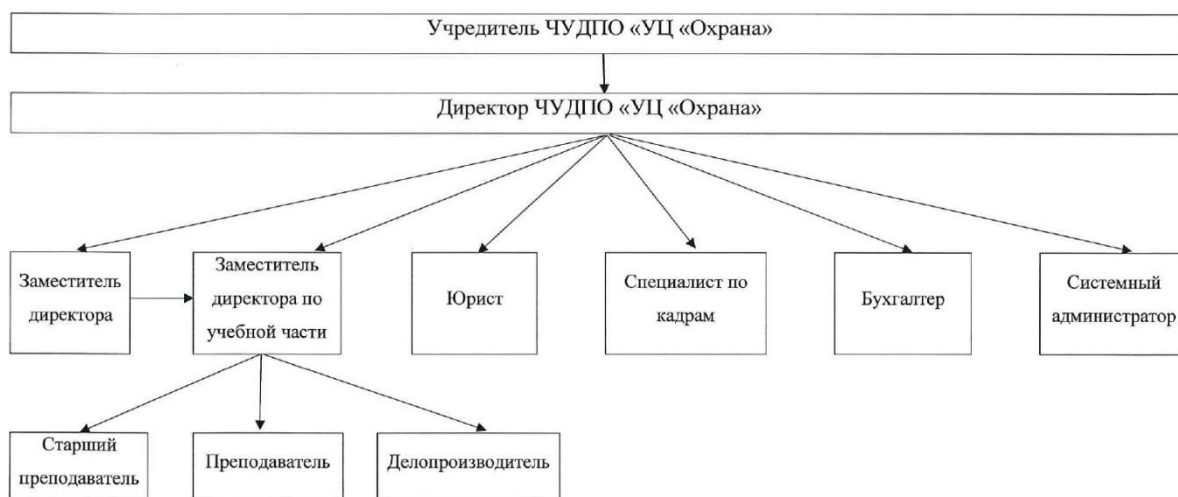 Учредитель ЧУДПО «УЦ «Охрана»
Директор ЧУДПО «УЦ «Охрана»
Заместитель
директора
Заместитель
директора по
учебной части
Юрист
Специалист по
кадрам
Бухгалтер
Системный
администратор
Старший
преподаватель
Преподаватель
Делопроизводитель